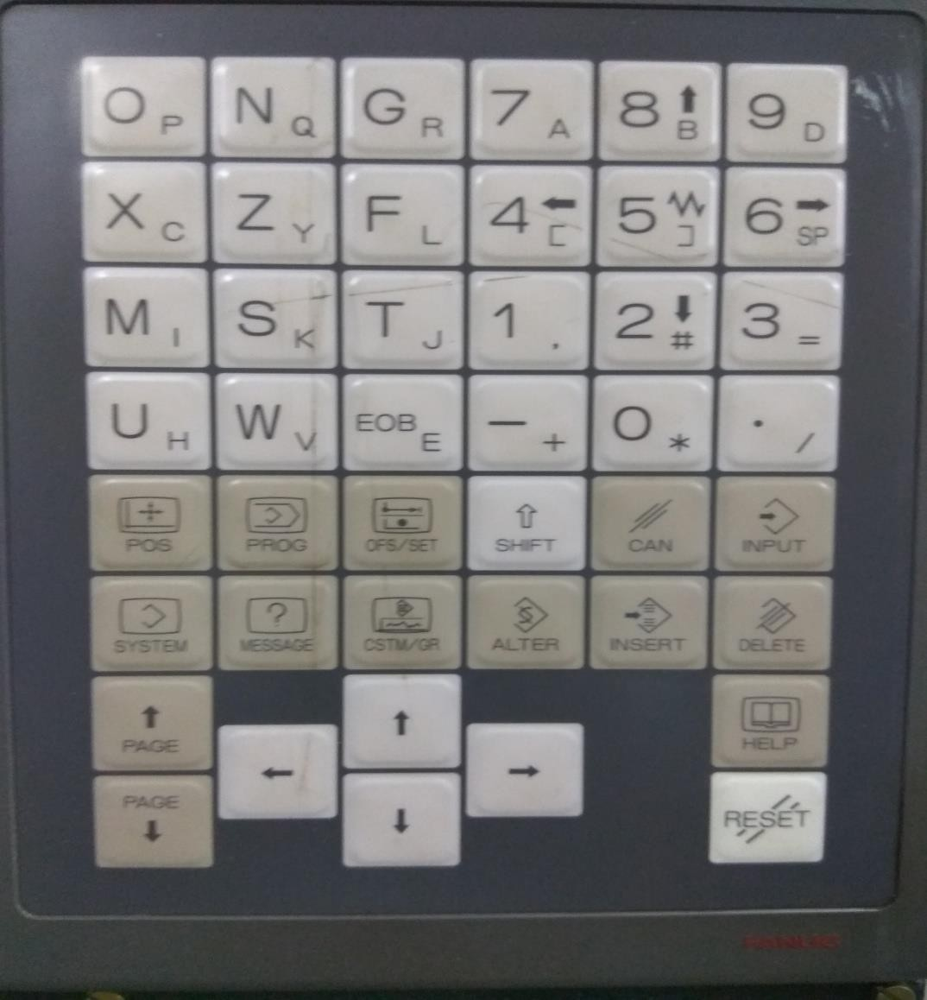 O P N Q G R 7 A 8 ↑ B 9 D
X C Z Y F L 4 ← [ 5 ] 6 → SP
M I S K T J 1 , 2 ↓ # 3 =
U H W V EOB E − + 0 * . /
POS PROG OFS/SET SHIFT CAN INPUT
SYSTEM ? MESSAGE CSTM/GR ALTER INSERT DELETE
↑ PAGE ↑ HELP
← →
PAGE ↓ ↓ RESET
FANUC